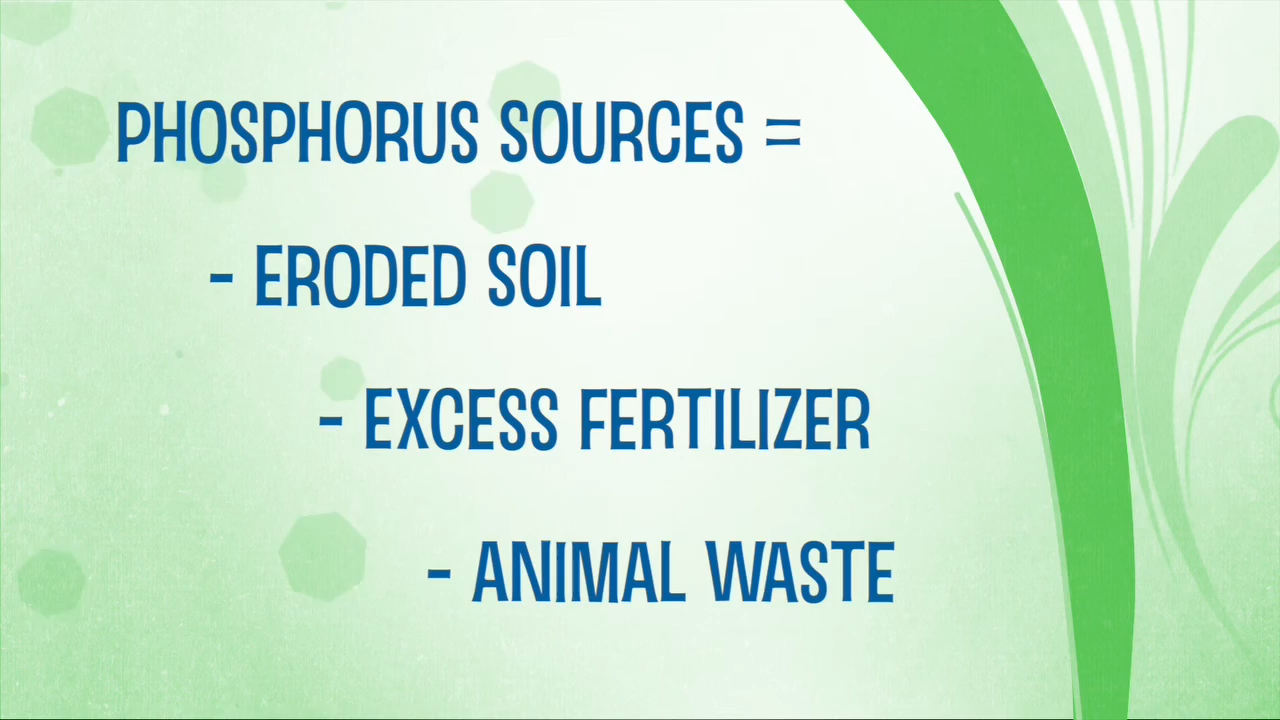 PHOSPHORUS SOURCES =
- ERODED SOIL
- EXCESS FERTILIZER
- ANIMAL WASTE